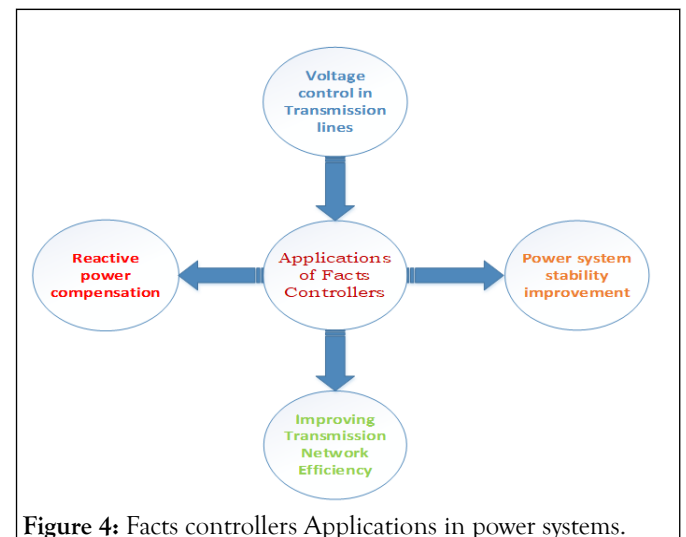 Voltage
control in
Transmission
lines
Reactive
power
compensation
Applications
of Facts
Controllers
Power system
stability
improvement
Improving
Transmission
Network
Efficiency
Figure 4: Facts controllers Applications in power systems.